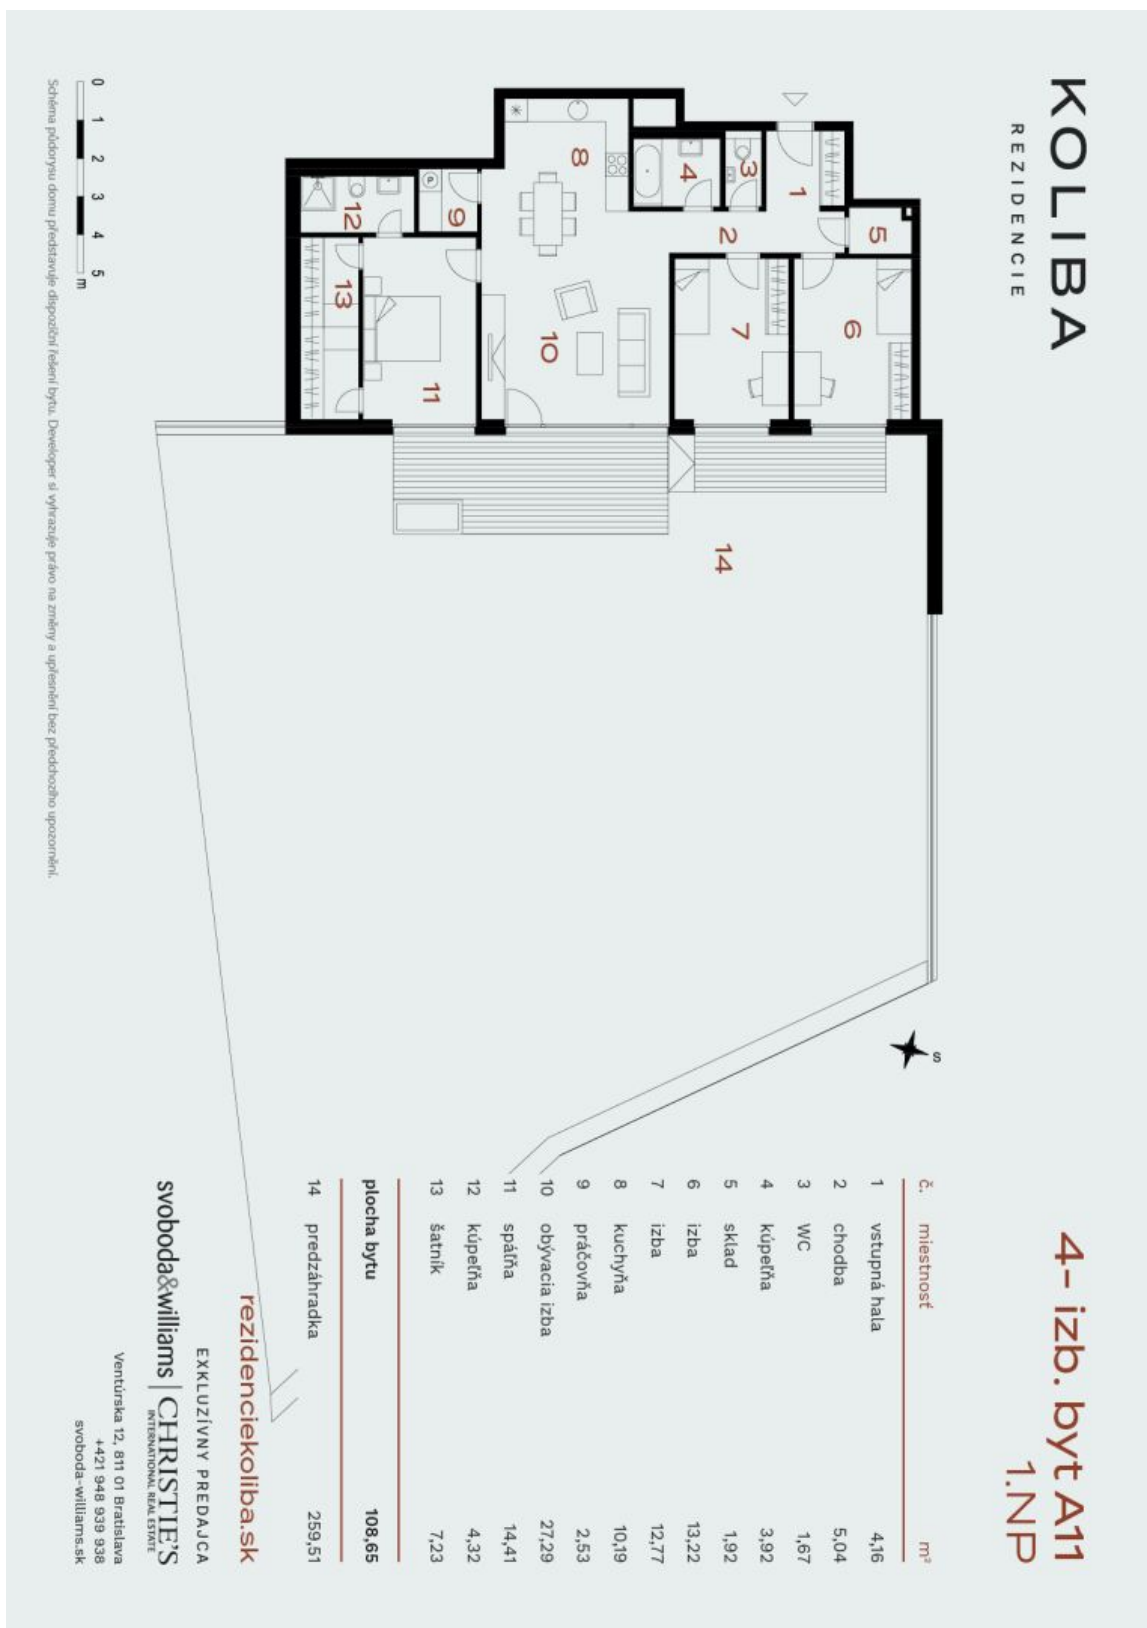 KOLIBA
REZIDENCIE
4- izb. byt A11
1.NP
1
2
3
4
5
6
7
8
9
10
11
12
13
14
S
č. miestnosť m²
1 vstupná hala 4,16
2 chodba 5,04
3 WC 1,67
4 kúpeľňa 3,92
5 sklad 1,92
6 izba 13,22
7 izba 12,77
8 kuchyňa 10,19
9 práčovňa 2,53
10 obývacia izba 27,29
11 spálňa 14,41
12 kúpeľňa 4,32
13 šatník 7,23
plocha bytu 108,65
14 predzáhradka 259,51
rezidenciekoliba.sk
EXKLUZÍVNY PREDAJCA
svoboda&williams | CHRISTIE'S
INTERNATIONAL REAL ESTATE
Ventúrska 12, 811 01 Bratislava
+421 948 939 938
svoboda-williams.sk
0 1 2 3 4 5 m
Schéma půdorysu domu představuje dispoziční řešení bytu. Developer si vyhrazuje právo na změny a upřesnění bez předchozího upozornění.